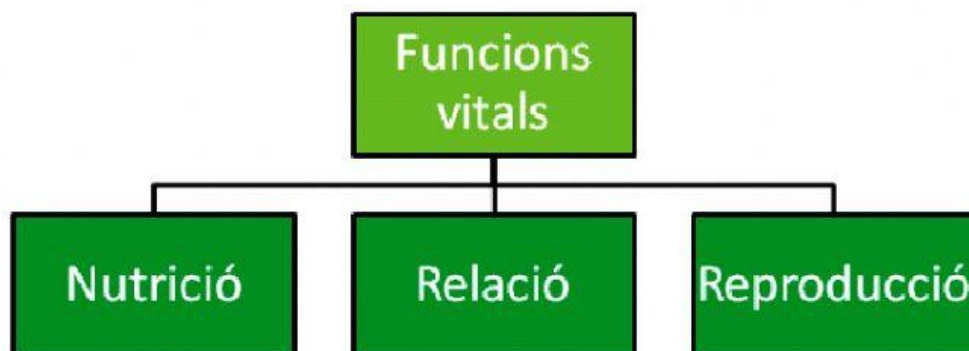 Funcions
vitals
Nutrició
Relació
Reproducció